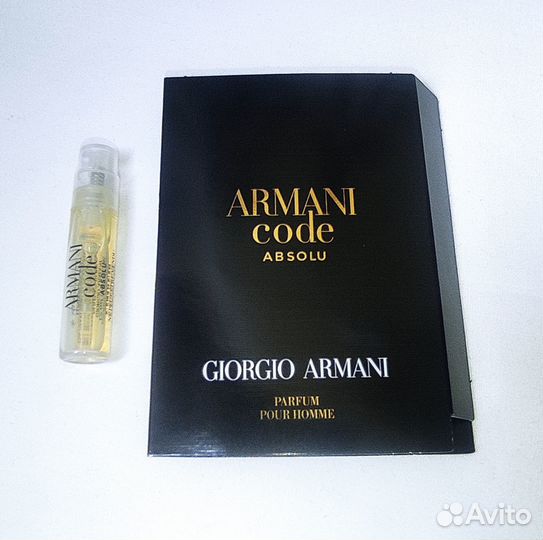 ARMANI
code
ABSOLU
ARMANI
code
ABSOLU
GIORGIO ARMANI
PARFUM
POUR HOMME
Avito